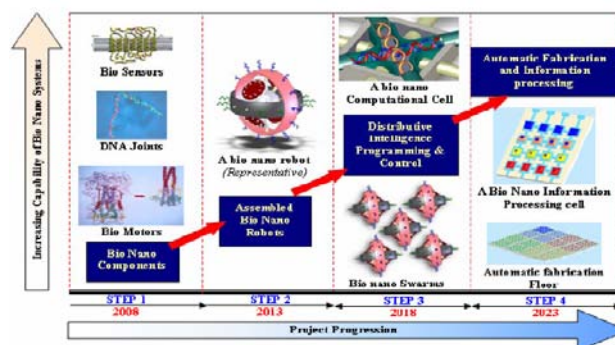 Increasing Capability of Bio Nano Systems
Bio Sensors
DNA Joints
Bio Motors
Bio Nano
Components
A bio nano robot
(Representative)
Assembled
Bio Nano
Robots
A bio nano
Computational Cell
Distributive
Intelligence
Programming &
Control
Bio nano Swarms
Automatic Fabrication
and Information
processing
A Bio Nano Information
Processing cell
Automatic fabrication
Floor
STEP 1
2008
STEP 2
2013
STEP 3
2018
STEP 4
2023
Project Progression